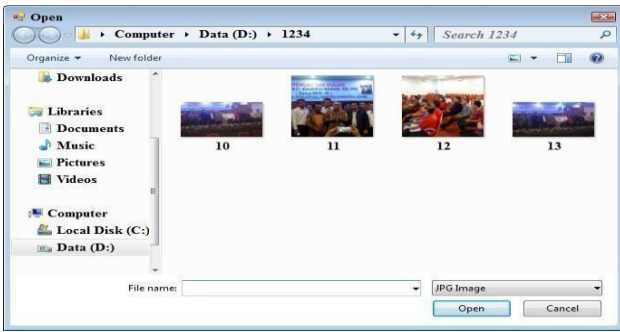 Open
Computer Data (D:) 1234
Search 1234
Organize
New folder
Downloads
Libraries
Documents
Music
Pictures
Videos
Computer
Local Disk (C:)
Data (D:)
10
11
12
13
File name:
JPG Image
Open
Cancel